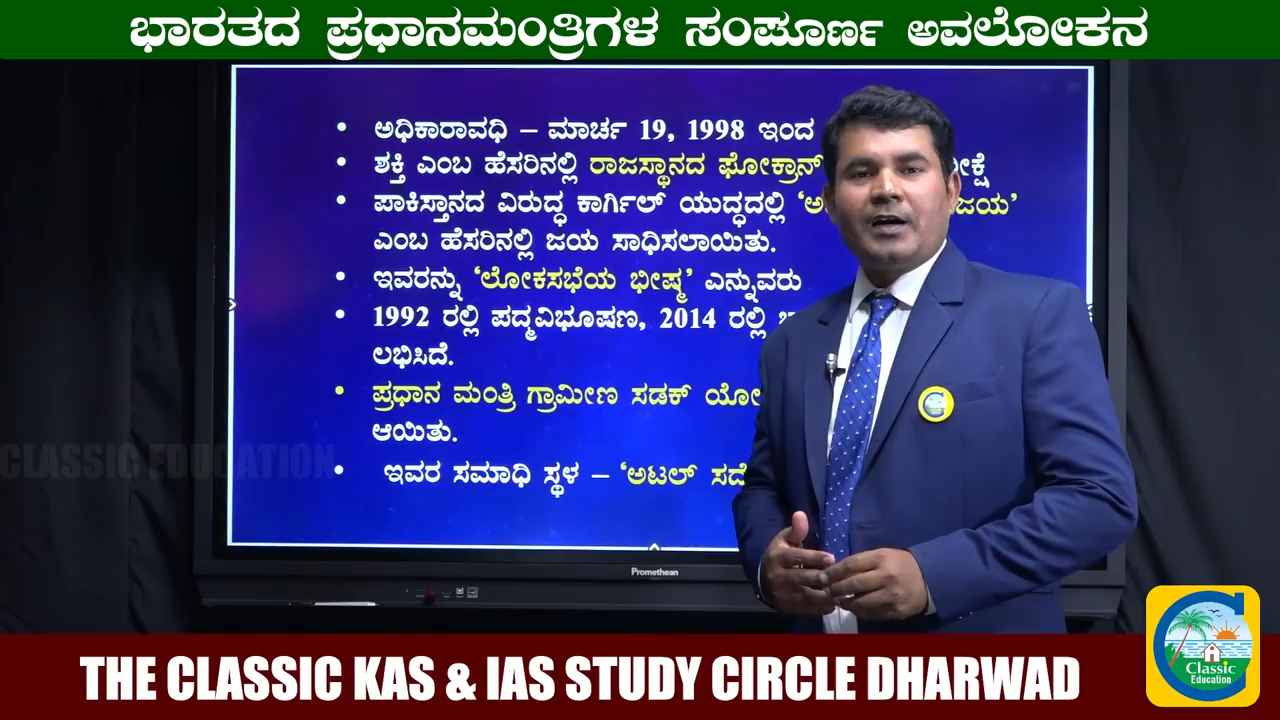 ಭಾರತದ ಪ್ರಧಾನಮಂತ್ರಿಗಳ ಸಂಪೂರ್ಣ ಅವಲೋಕನ
• ಅಧಿಕಾರಾವಧಿ – ಮಾರ್ಚ 19, 1998 ಇಂದ
• ಶಕ್ತಿ ಎಂಬ ಹೆಸರಿನಲ್ಲಿ ರಾಜಸ್ಥಾನದ ಫೋಕ್ರಾನ್
• ಪಾಕಿಸ್ತಾನದ ವಿರುದ್ಧ ಕಾರ್ಗಿಲ್ ಯುದ್ಧದಲ್ಲಿ
ಎಂಬ ಹೆಸರಿನಲ್ಲಿ ಜಯ ಸಾಧಿಸಲಾಯಿತು.
• ಇವರನ್ನು ‘ಲೋಕಸಭೆಯ ಭೀಷ್ಮ’ ಎನ್ನುವರು
• 1992 ರಲ್ಲಿ ಪದ್ಮವಿಭೂಷಣ, 2014 ರಲ್ಲಿ
ಲಭಿಸಿದೆ.
• ಪ್ರಧಾನ ಮಂತ್ರಿ ಗ್ರಾಮೀಣ ಸಡಕ್ ಯೋ
ಆಯಿತು.
• ಇವರ ಸಮಾಧಿ ಸ್ಥಳ – ‘ಅಟಲ್
CLASSIC EDUCATION
Promethean
THE CLASSIC KAS & IAS STUDY CIRCLE DHARWAD
Classic
Education